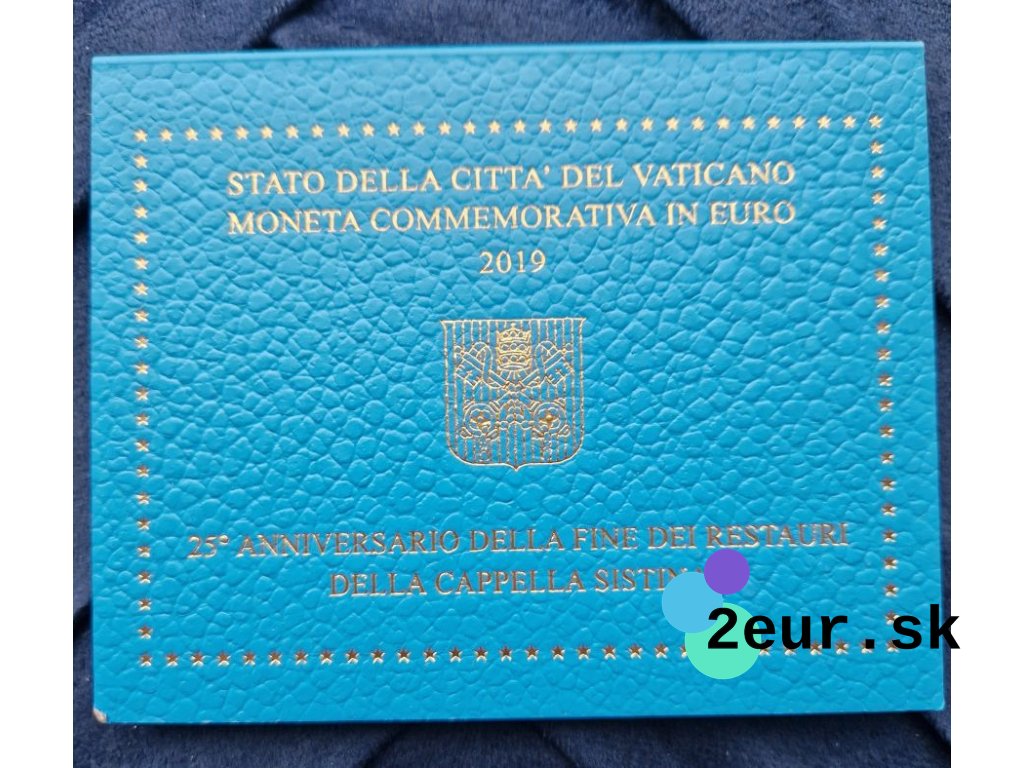 STATO DELLA CITTA' DEL VATICANO
MONETA COMMEMORATIVA IN EURO
2019
25° ANNIVERSARIO DELLA FINE DEI RESTAURI
DELLA CAPPELLA SISTINA
2eur.sk